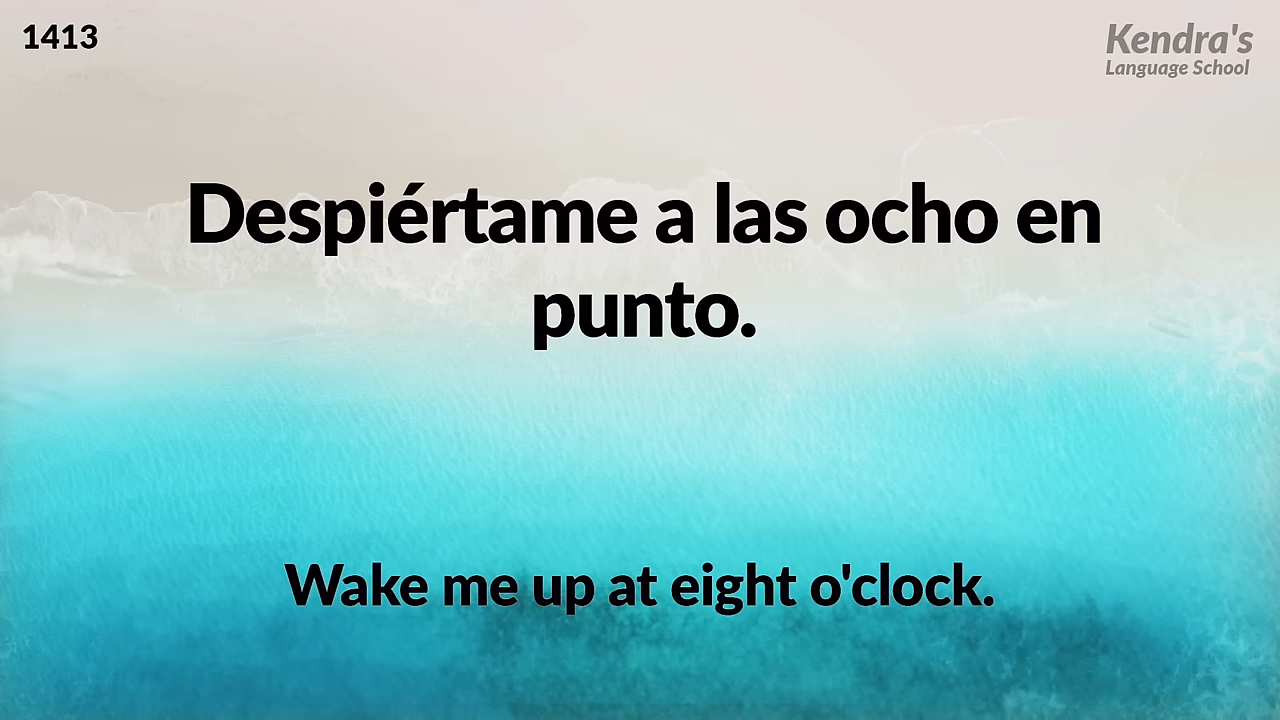 1413
Kendra's
Language School
Despiértame a las ocho en
punto.
Wake me up at eight o'clock.